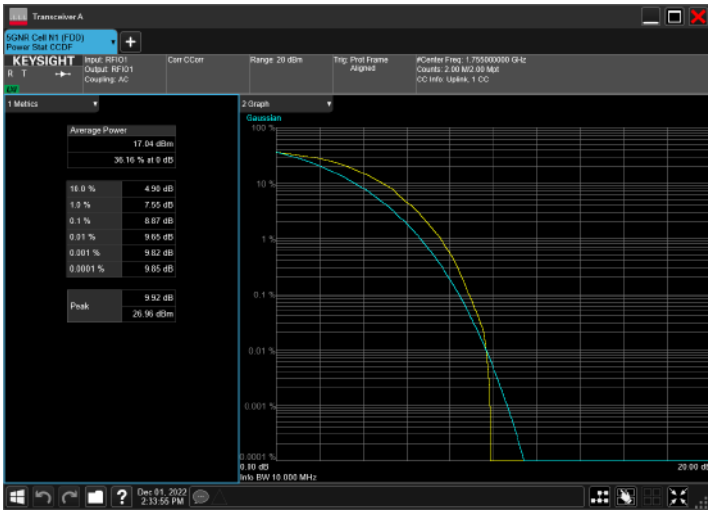 Transceiver A
5GNR Cell N1 (FDD)
Power Stat CCDF
KEYSIGHT
R T
LXI
Input: RFIO1
Output: RFIO1
Coupling: AC
Corr CCorr
Range: 20 dBm
Trig: Prot Frame
Aligned
#Center Freq: 1.755000000 GHz
Counts: 2.00 M/2.00 Mpt
CC Info: Uplink, 1 CC
1 Metrics
Average Power
17.04 dBm
36.16 % at 0 dB
10.0 % 4.90 dB
1.0 % 7.55 dB
0.1 % 8.87 dB
0.01 % 9.65 dB
0.001 % 9.82 dB
0.0001 % 9.85 dB
Peak
9.92 dB
26.96 dBm
2 Graph
Gaussian
100 %
10 %
1 %
0.1 %
0.01 %
0.001 %
0.0001 %
0.00 dB
20.00 dB
Info BW 10.000 MHz
?
Dec 01, 2022
2:33:55 PM